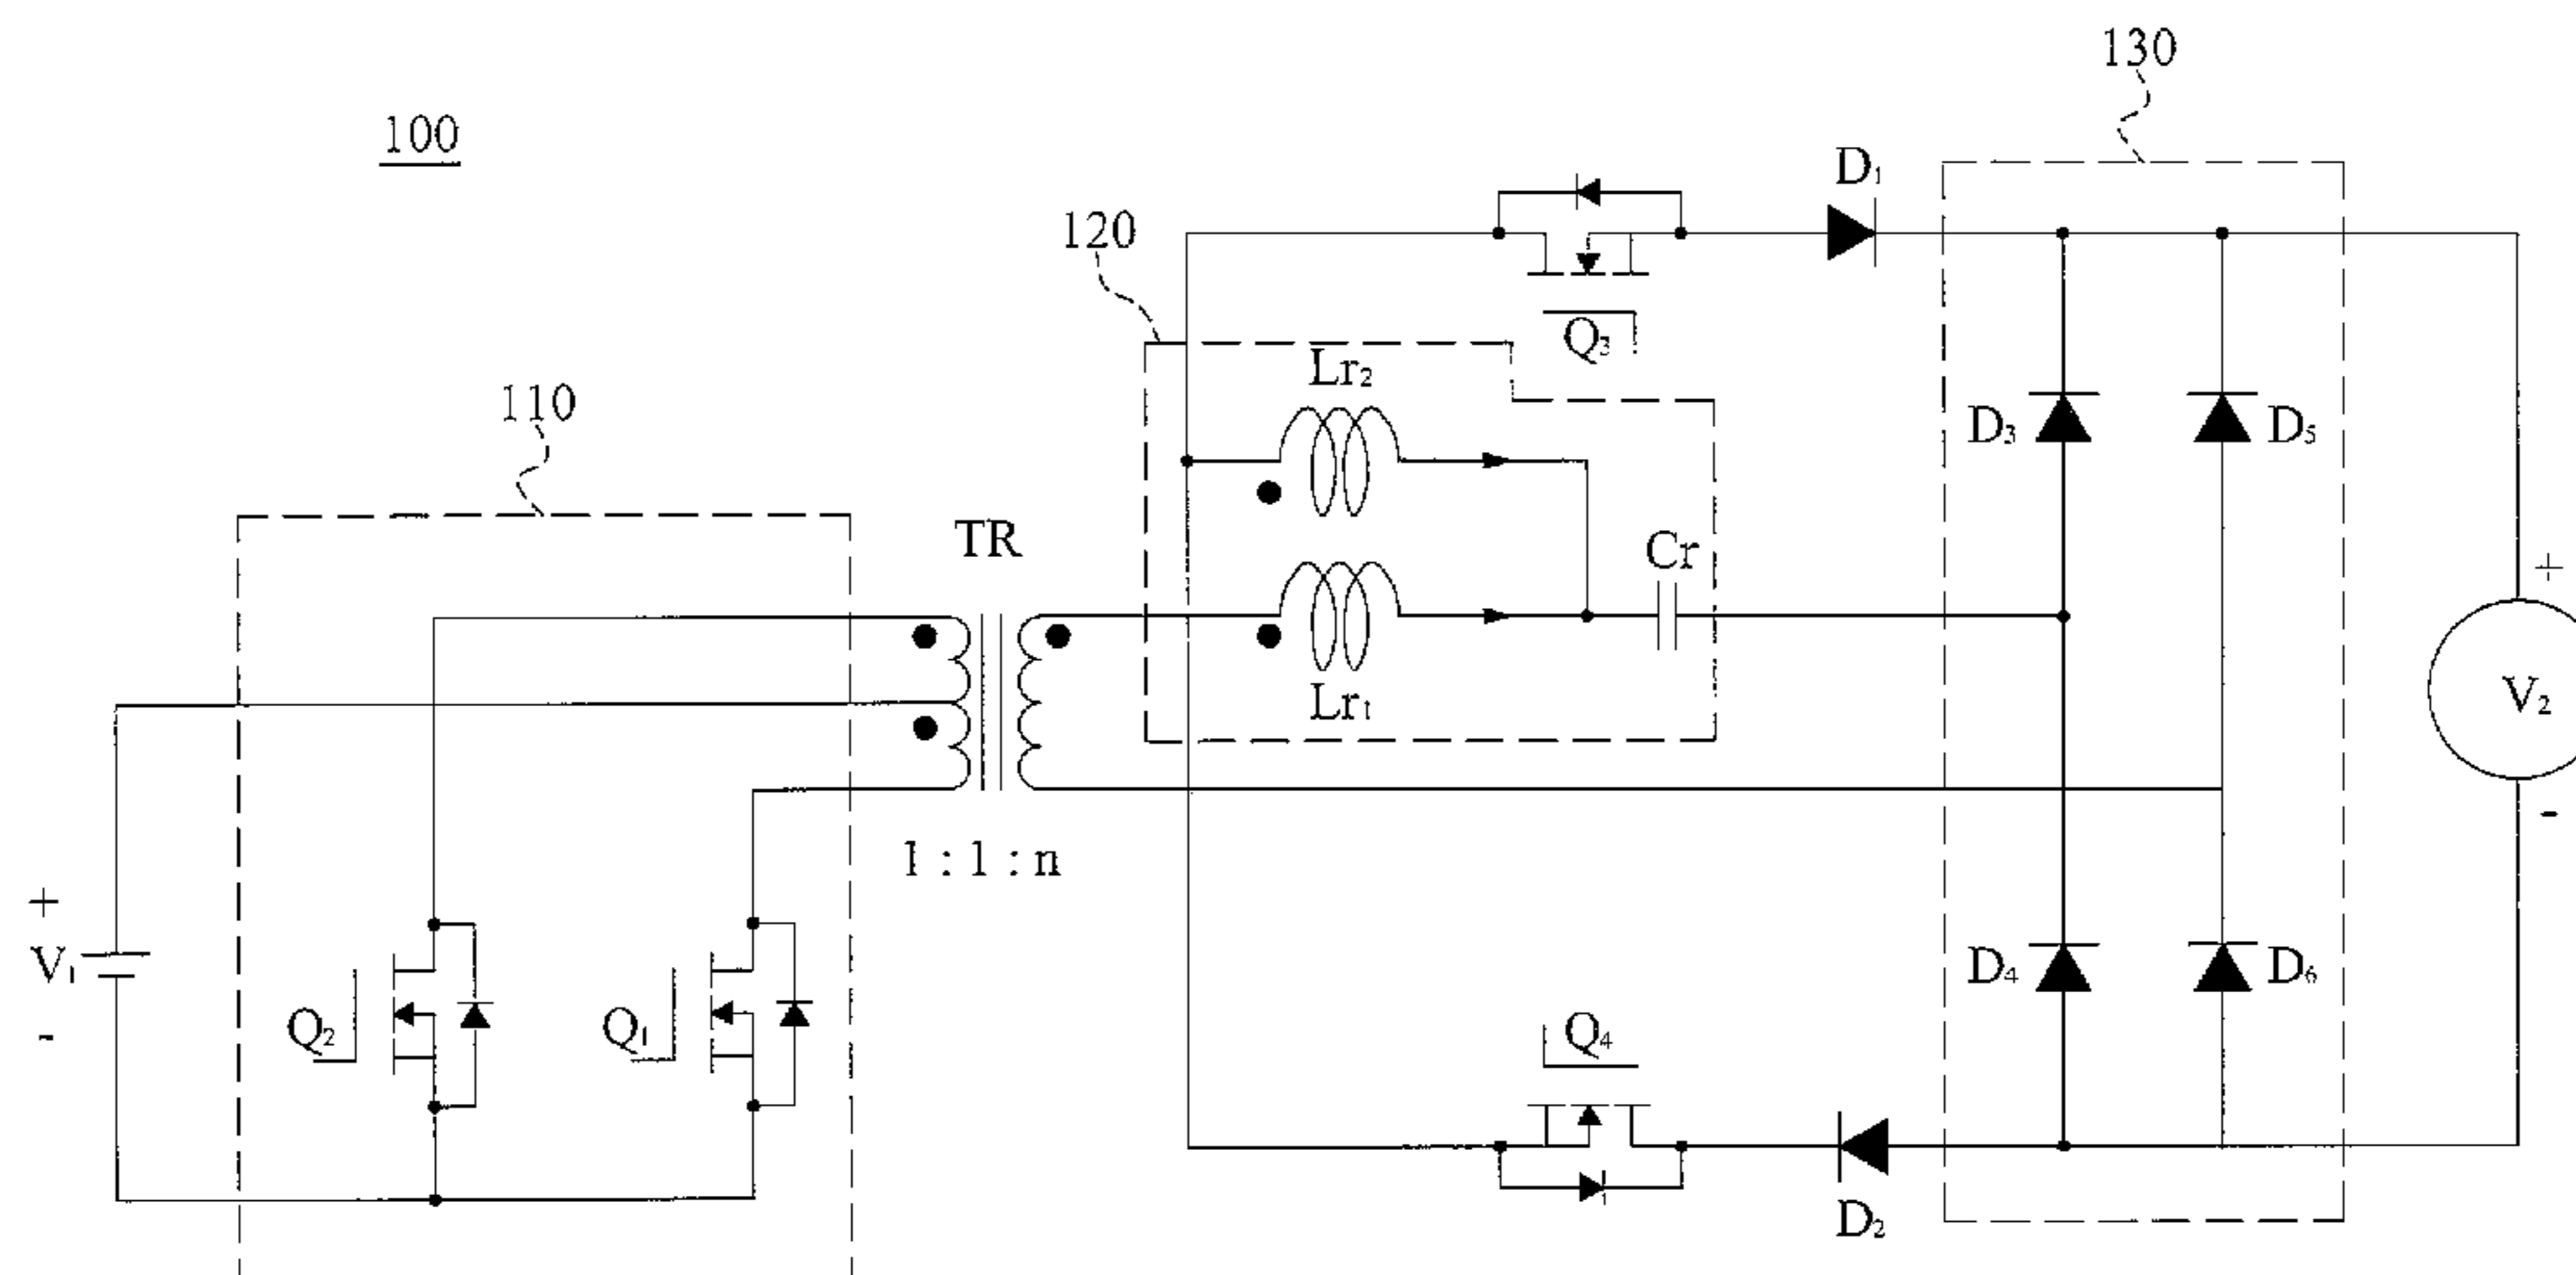 130
100
D₁
120
Q₃
Lr₂
110
D₃
D₅
TR
Cr
+
Lr₁
V₂
-
1 : 1 : n
+
V₁
D₄
D₆
Q₂
Q₁
Q₄
-
D₂